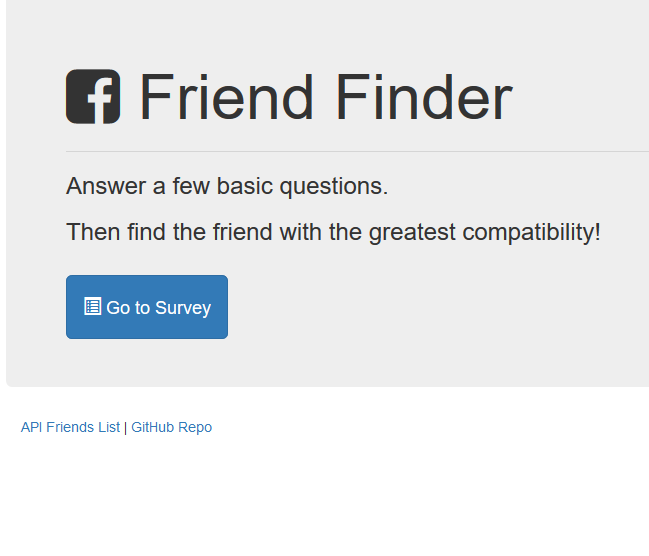 Friend Finder
Answer a few basic questions.
Then find the friend with the greatest compatibility!
Go to Survey
API Friends List | GitHub Repo